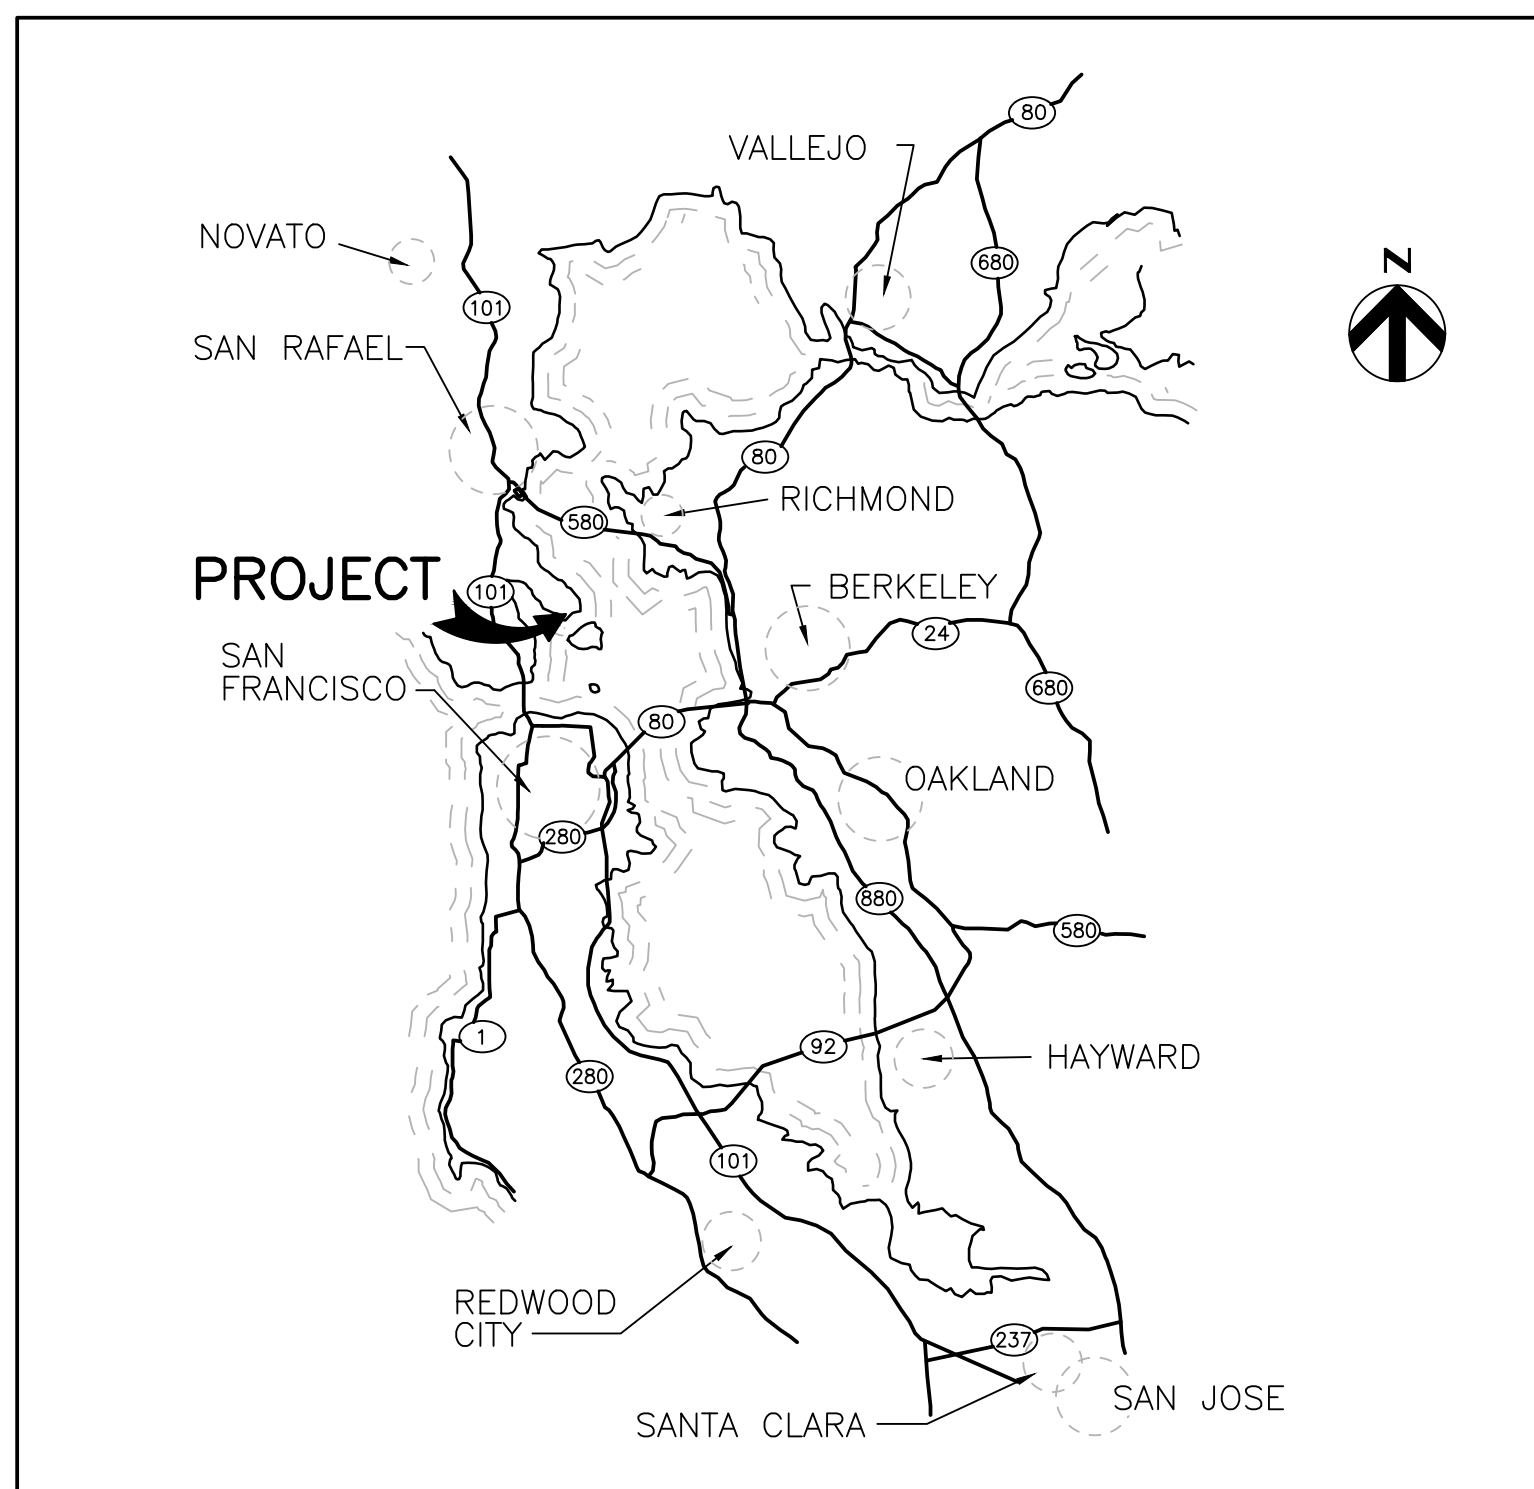 80
VALLEJO
NOVATO
680
N
101
SAN RAFAEL
80
RICHMOND
580
PROJECT
101
BERKELEY
24
SAN
FRANCISCO
680
80
OAKLAND
280
880
580
1
92
HAYWARD
280
101
REDWOOD
CITY
237
SAN JOSE
SANTA CLARA